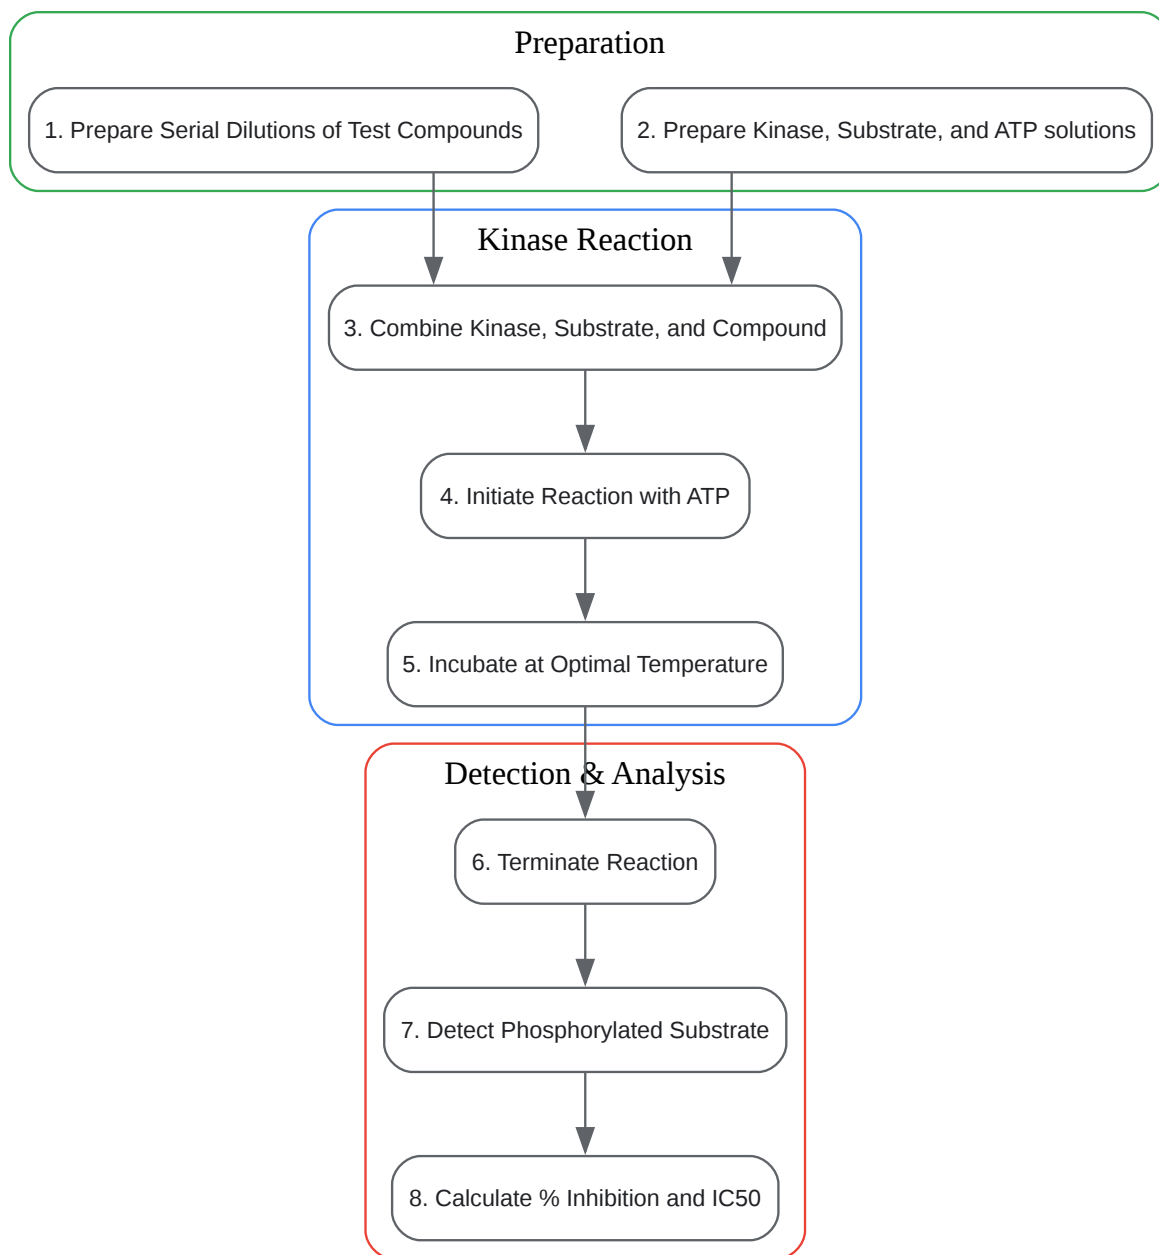 Preparation
1. Prepare Serial Dilutions of Test Compounds
2. Prepare Kinase, Substrate, and ATP solutions
Kinase Reaction
3. Combine Kinase, Substrate, and Compound
4. Initiate Reaction with ATP
5. Incubate at Optimal Temperature
Detection & Analysis
6. Terminate Reaction
7. Detect Phosphorylated Substrate
8. Calculate % Inhibition and IC50